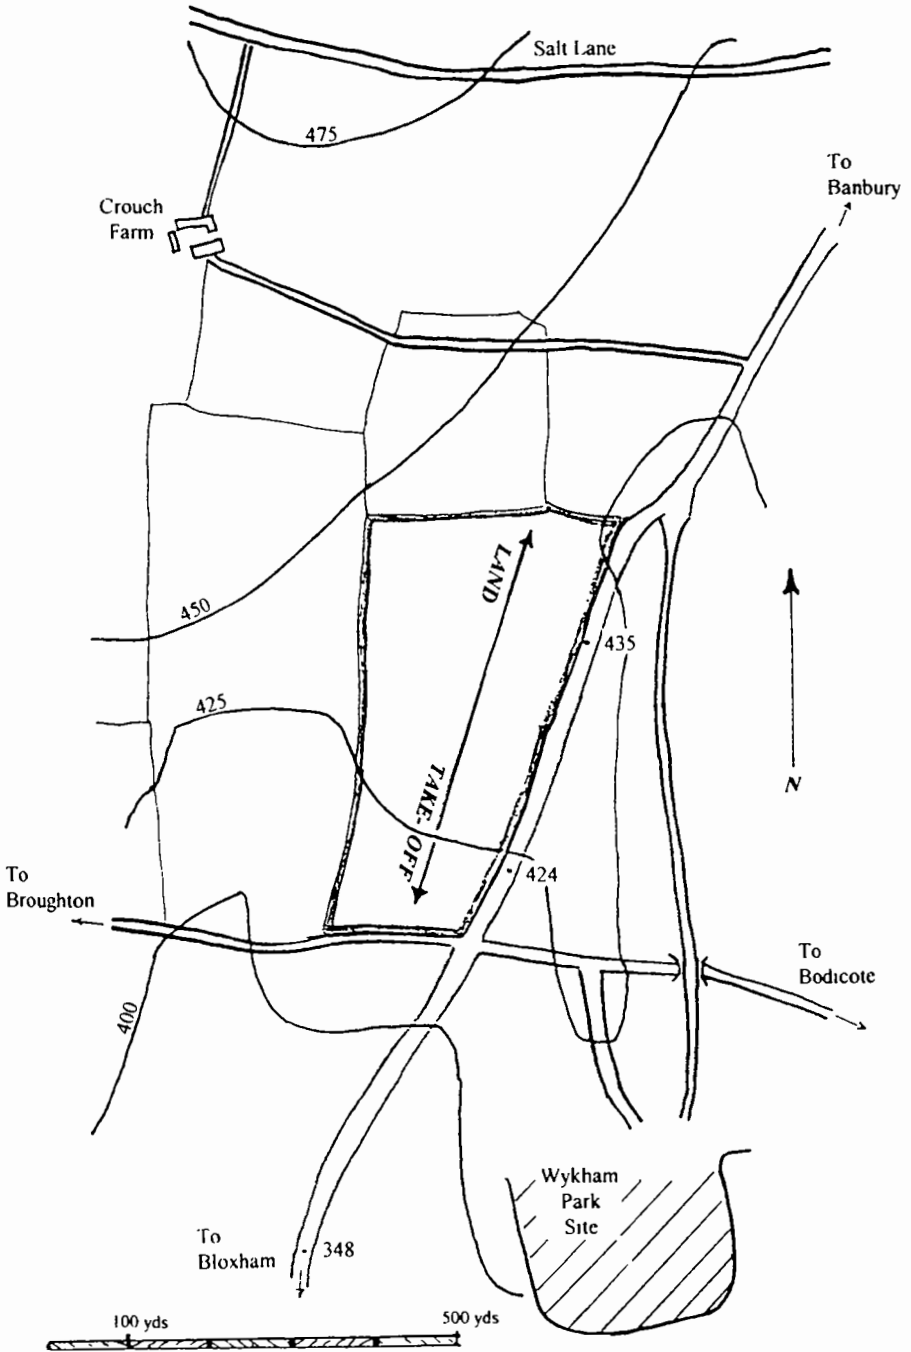 Salt Lane
475
To
Banbury
Crouch
Farm
LAND
450
435
425
N
TAKE-OFF
424
To
Broughton
To
Bodicote
400
Wykham
Park
Site
To
Bloxham
348
100 yds
500 yds